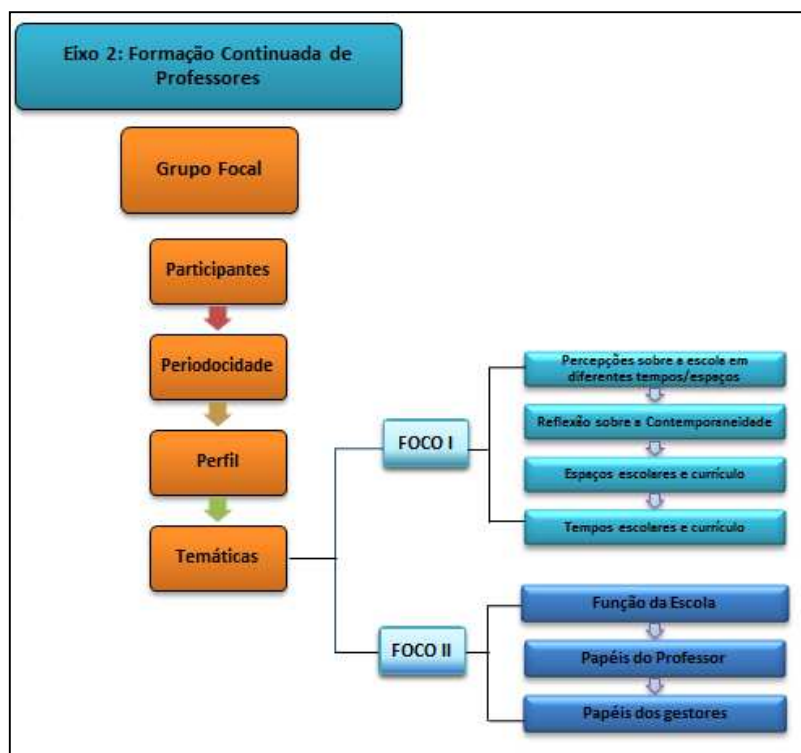 Eixo 2: Formação Continuada de
Professores
Grupo Focal
Participantes
Periodocidade
Perfil
Temáticas
FOCO I
Percepções sobre a escola em
diferentes tempos/espaços
Reflexão sobre a Contemporaneidade
Espaços escolares e currículo
Tempos escolares e currículo
FOCO II
Função da Escola
Papéis do Professor
Papéis dos gestores